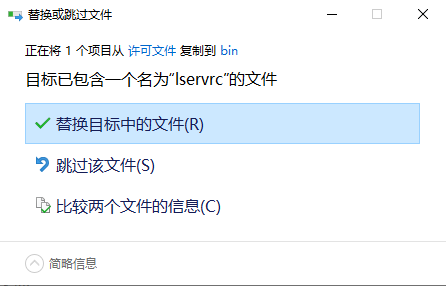 替换或跳过文件
正在将 1 个项目从 许可文件 复制到 bin
目标已包含一个名为“lservrc”的文件
替换目标中的文件(R)
跳过该文件(S)
比较两个文件的信息(C)
简略信息